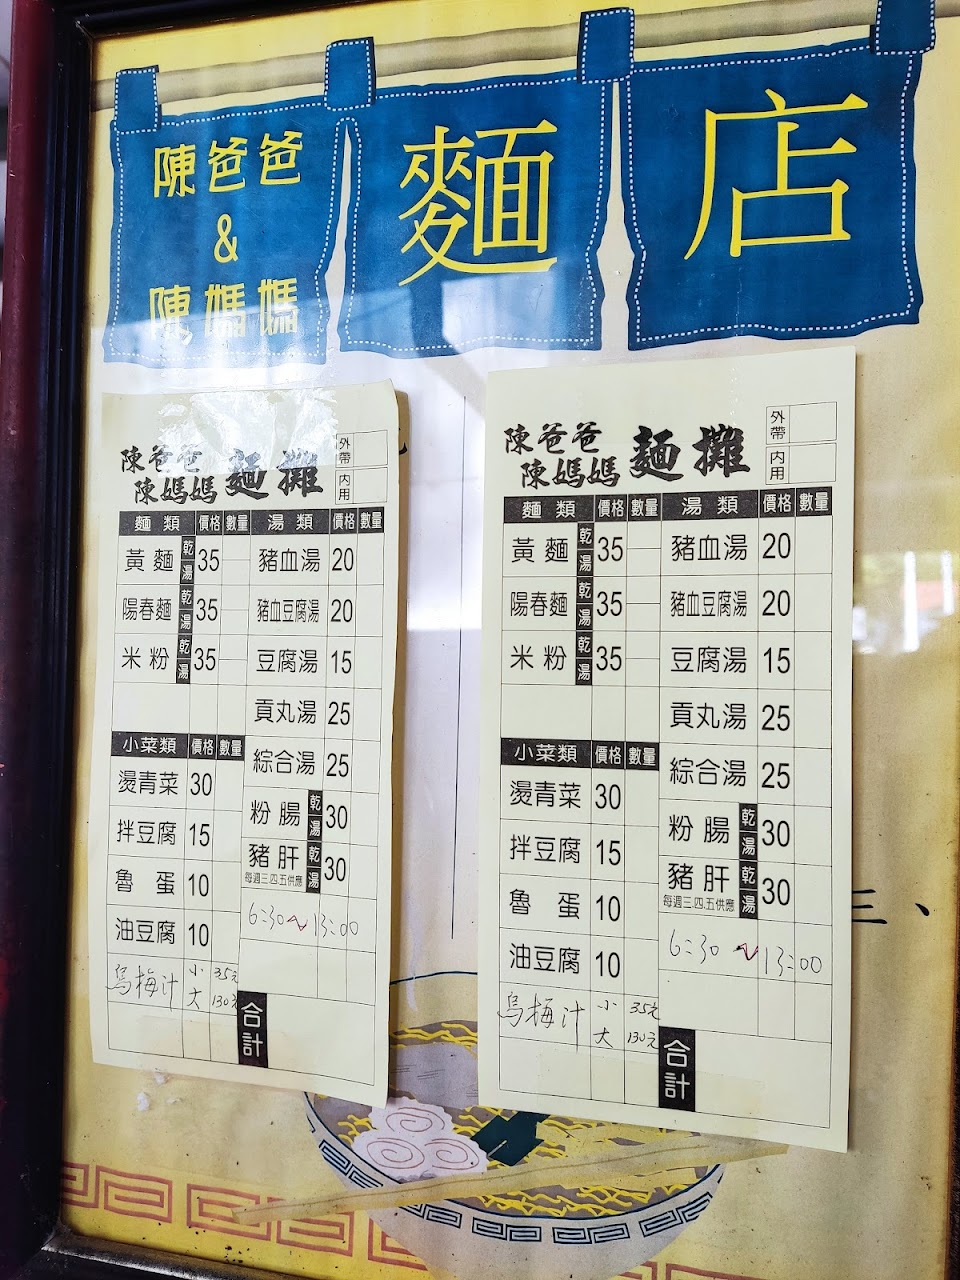 陳爸爸
&
陳媽媽
麵
店
陳爸爸
陳媽媽
麵攤
外帶
內用
麵類 價格 數量
黃麵 乾 湯 35
陽春麵 乾 湯 35
米粉 乾 湯 35
小菜類 價格 數量
燙青菜 30
拌豆腐 15
魯蛋 10
油豆腐 10
烏梅汁 小 35元
大 130元
湯類 價格 數量
豬血湯 20
豬血豆腐湯 20
豆腐湯 15
貢丸湯 25
綜合湯 25
粉腸 乾 湯 30
豬肝 乾 湯 30
每週三.四.五供應
6:30~13:00
合計
陳爸爸
陳媽媽
麵攤
外帶
內用
麵類 價格 數量
黃麵 乾 湯 35
陽春麵 乾 湯 35
米粉 乾 湯 35
小菜類 價格 數量
燙青菜 30
拌豆腐 15
魯蛋 10
油豆腐 10
烏梅汁 小 35元
大 130元
湯類 價格 數量
豬血湯 20
豬血豆腐湯 20
豆腐湯 15
貢丸湯 25
綜合湯 25
粉腸 乾 湯 30
豬肝 乾 湯 30
每週三.四.五供應
6:30~13:00
合計
三、